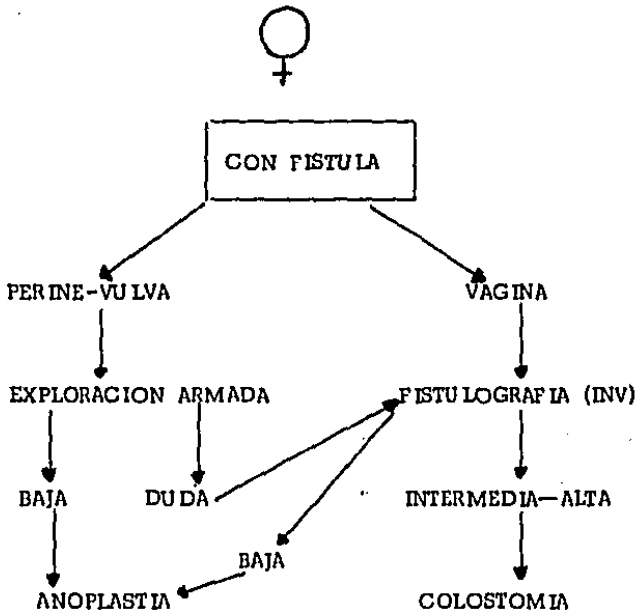 CON FISTULA
PERINE-VULVA VAGINA
EXPLORACION ARMADA FISTULOGRAFIA (INV)
BAJA DUDA INTERMEDIA-ALTA
BAJA
ANOPLASTIA COLOSTOMIA